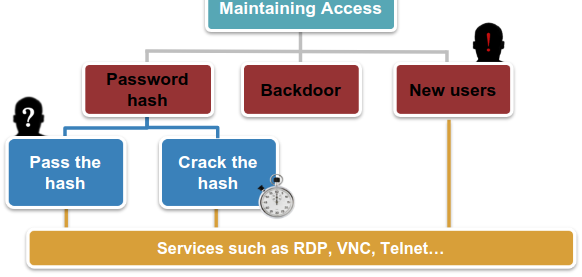 Maintaining Access
!
Password
hash
Backdoor
New users
?
Pass the
hash
Crack the
hash
Services such as RDP, VNC, Telnet…